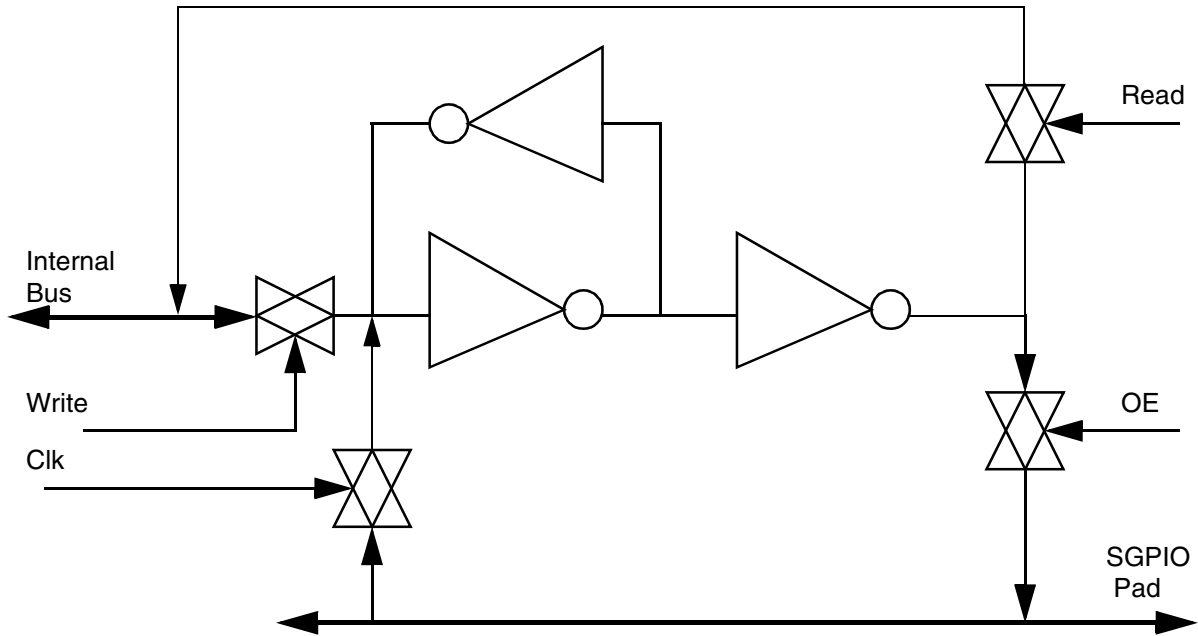 Read
Internal
Bus
Write
OE
Clk
SGPIO
Pad